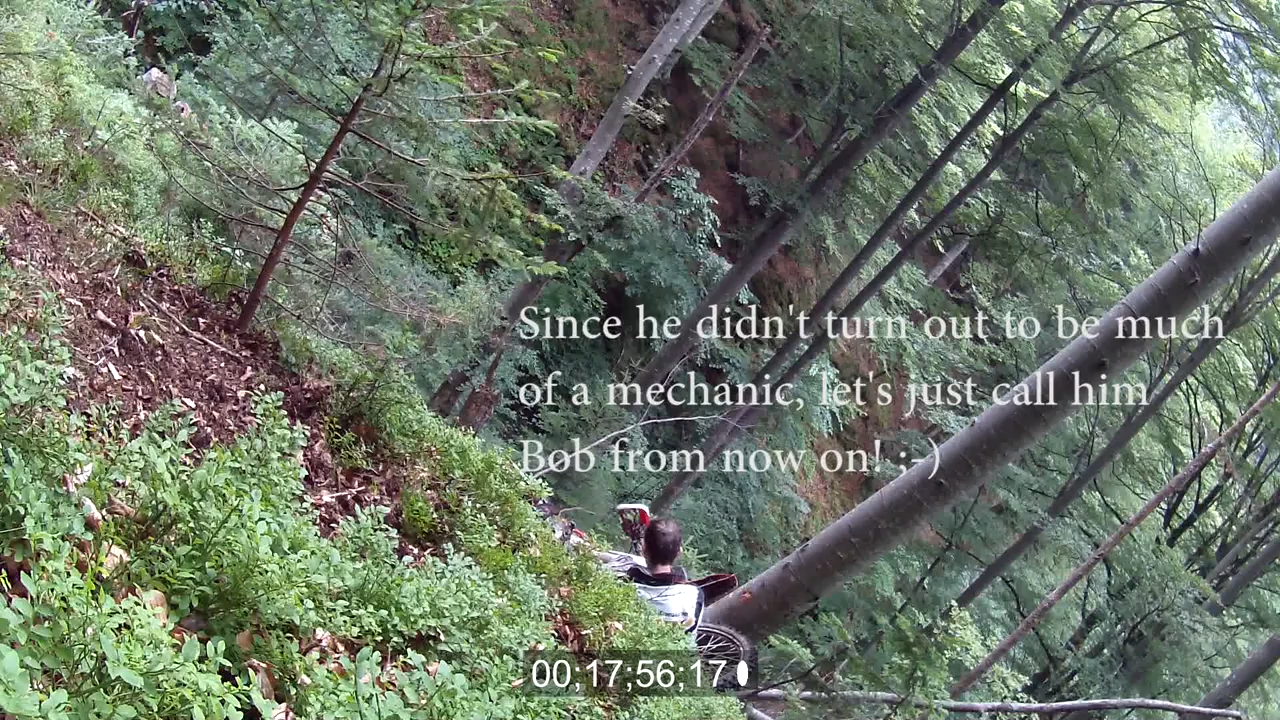 Since he didn't turn out to be much
of a mechanic, let's just call him
Bob from now on! ;-)
00;17;56;17